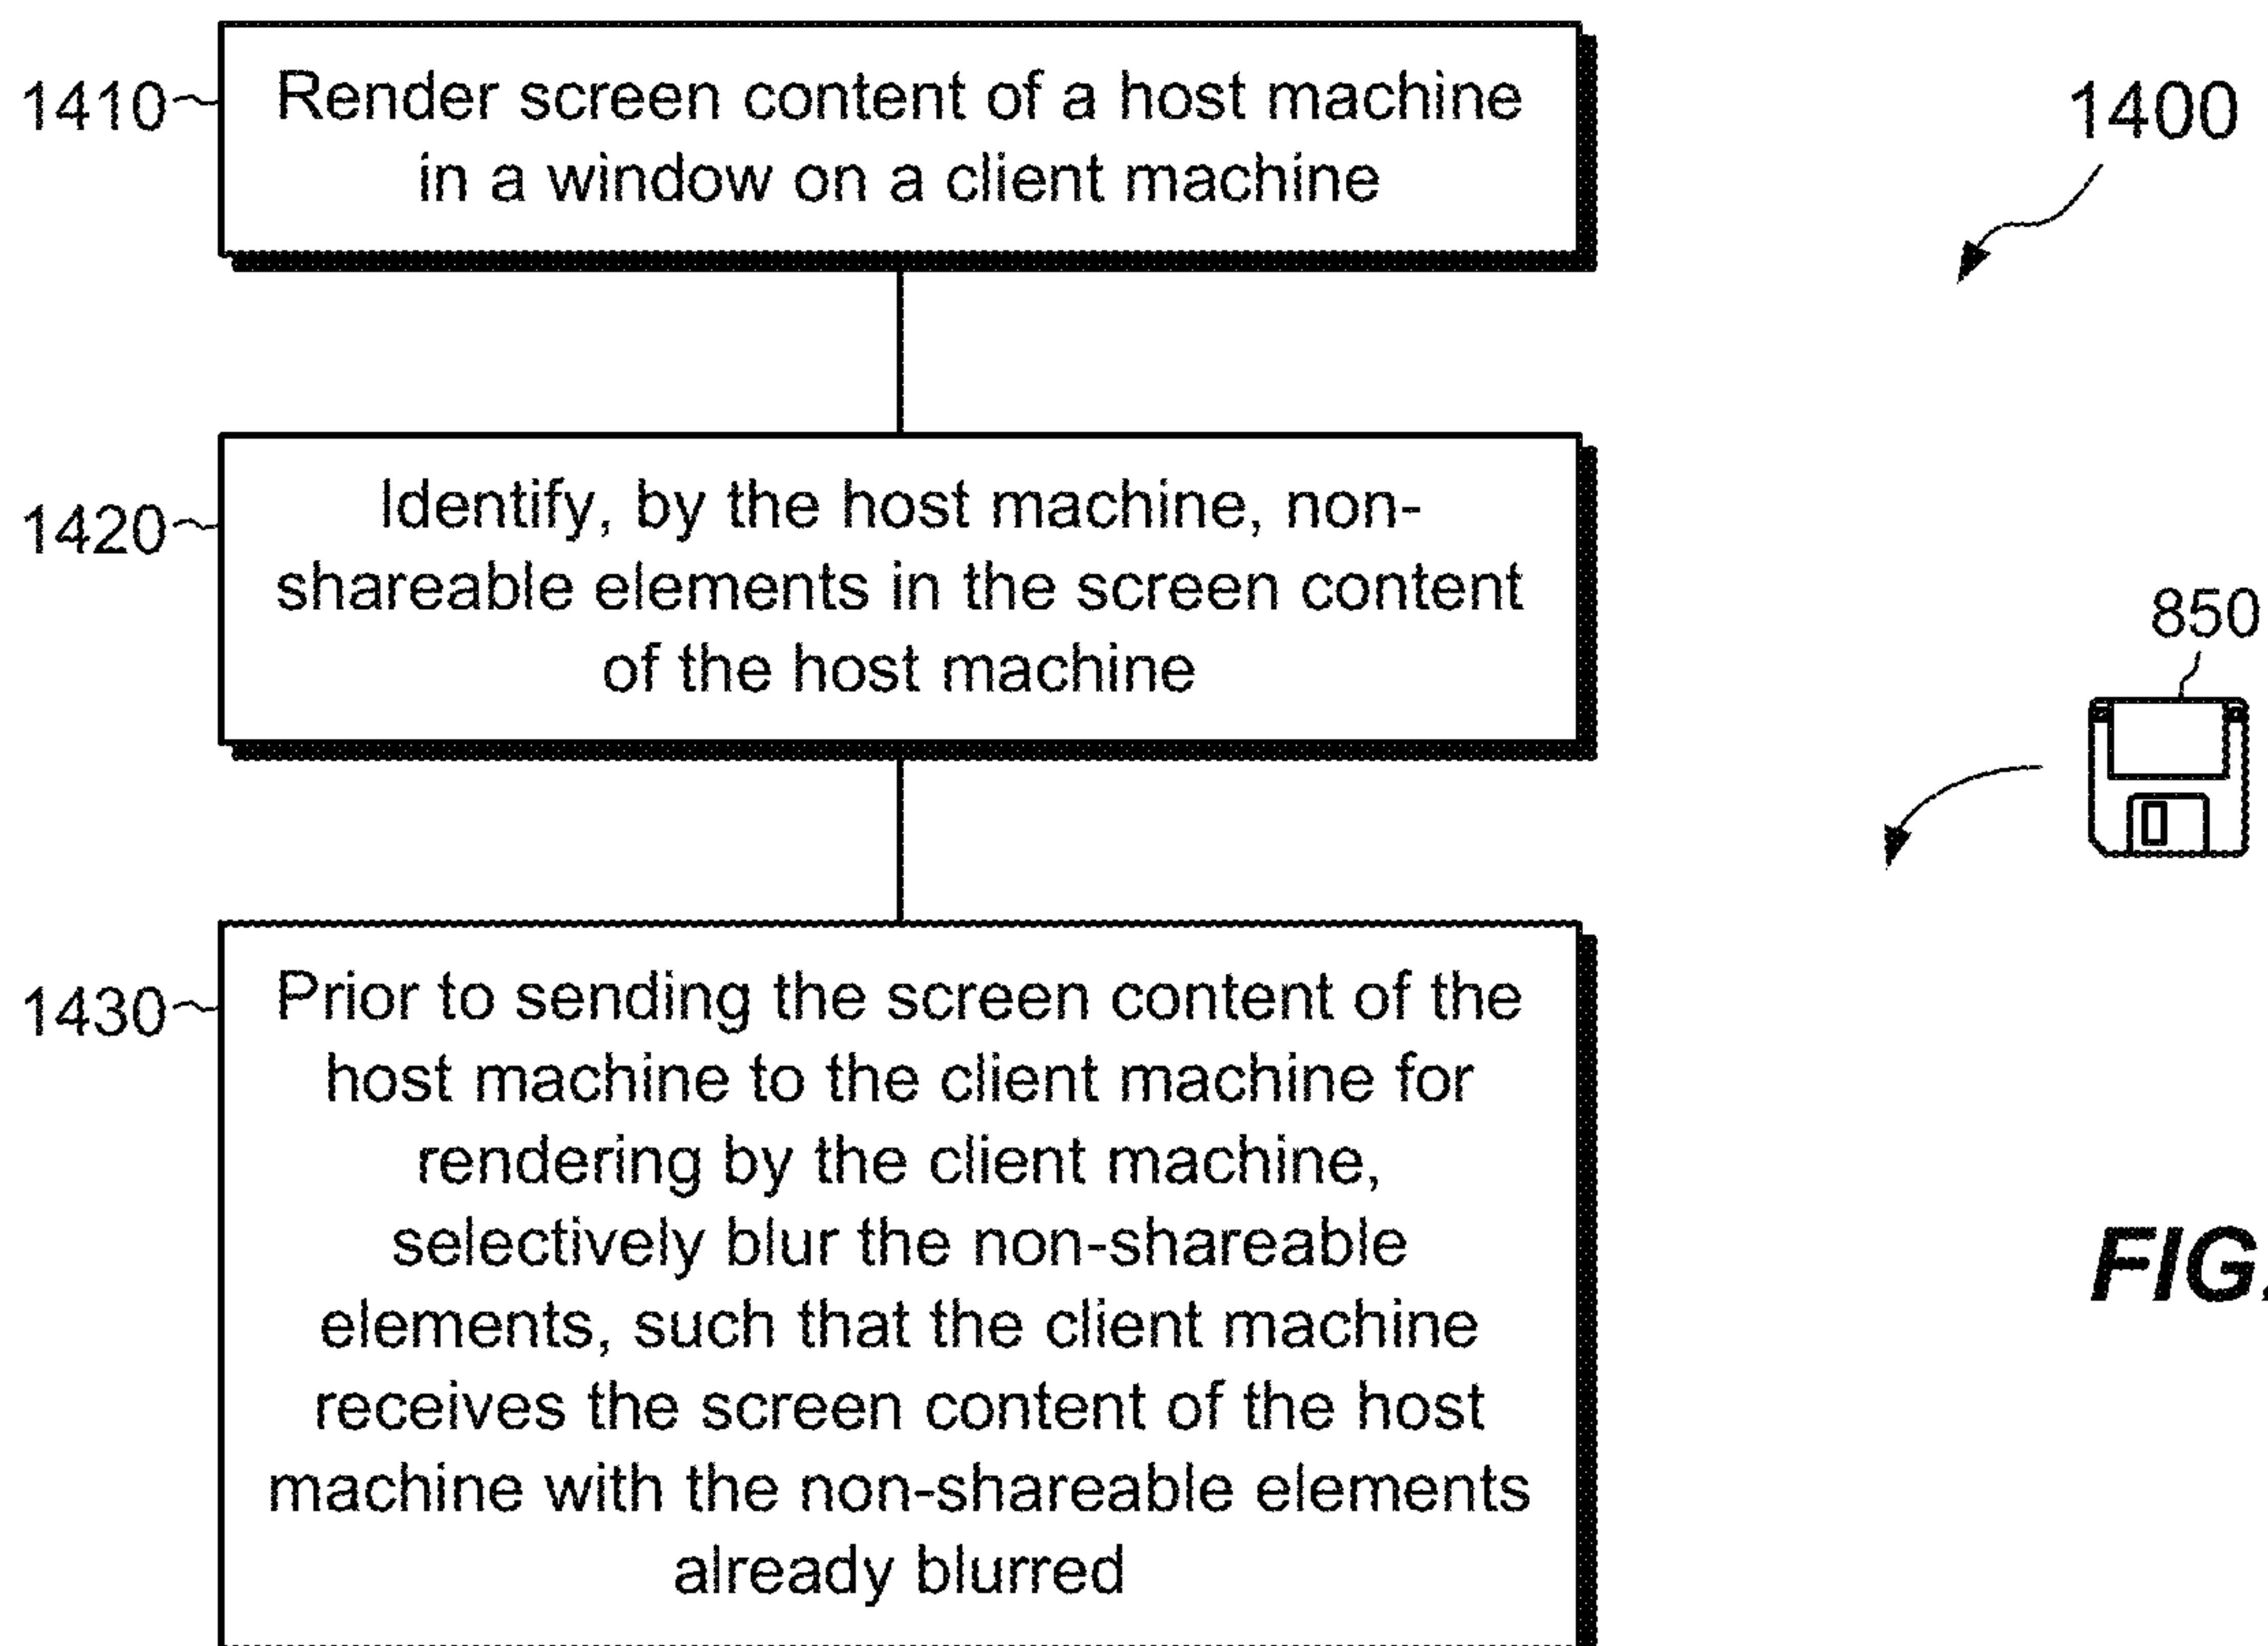 1410
Render screen content of a host machine
in a window on a client machine
1400
1420
Identify, by the host machine, non-
shareable elements in the screen content
of the host machine
850
1430
Prior to sending the screen content of the
host machine to the client machine for
rendering by the client machine,
selectively blur the non-shareable
elements, such that the client machine
receives the screen content of the host
machine with the non-shareable elements
already blurred
FIG.